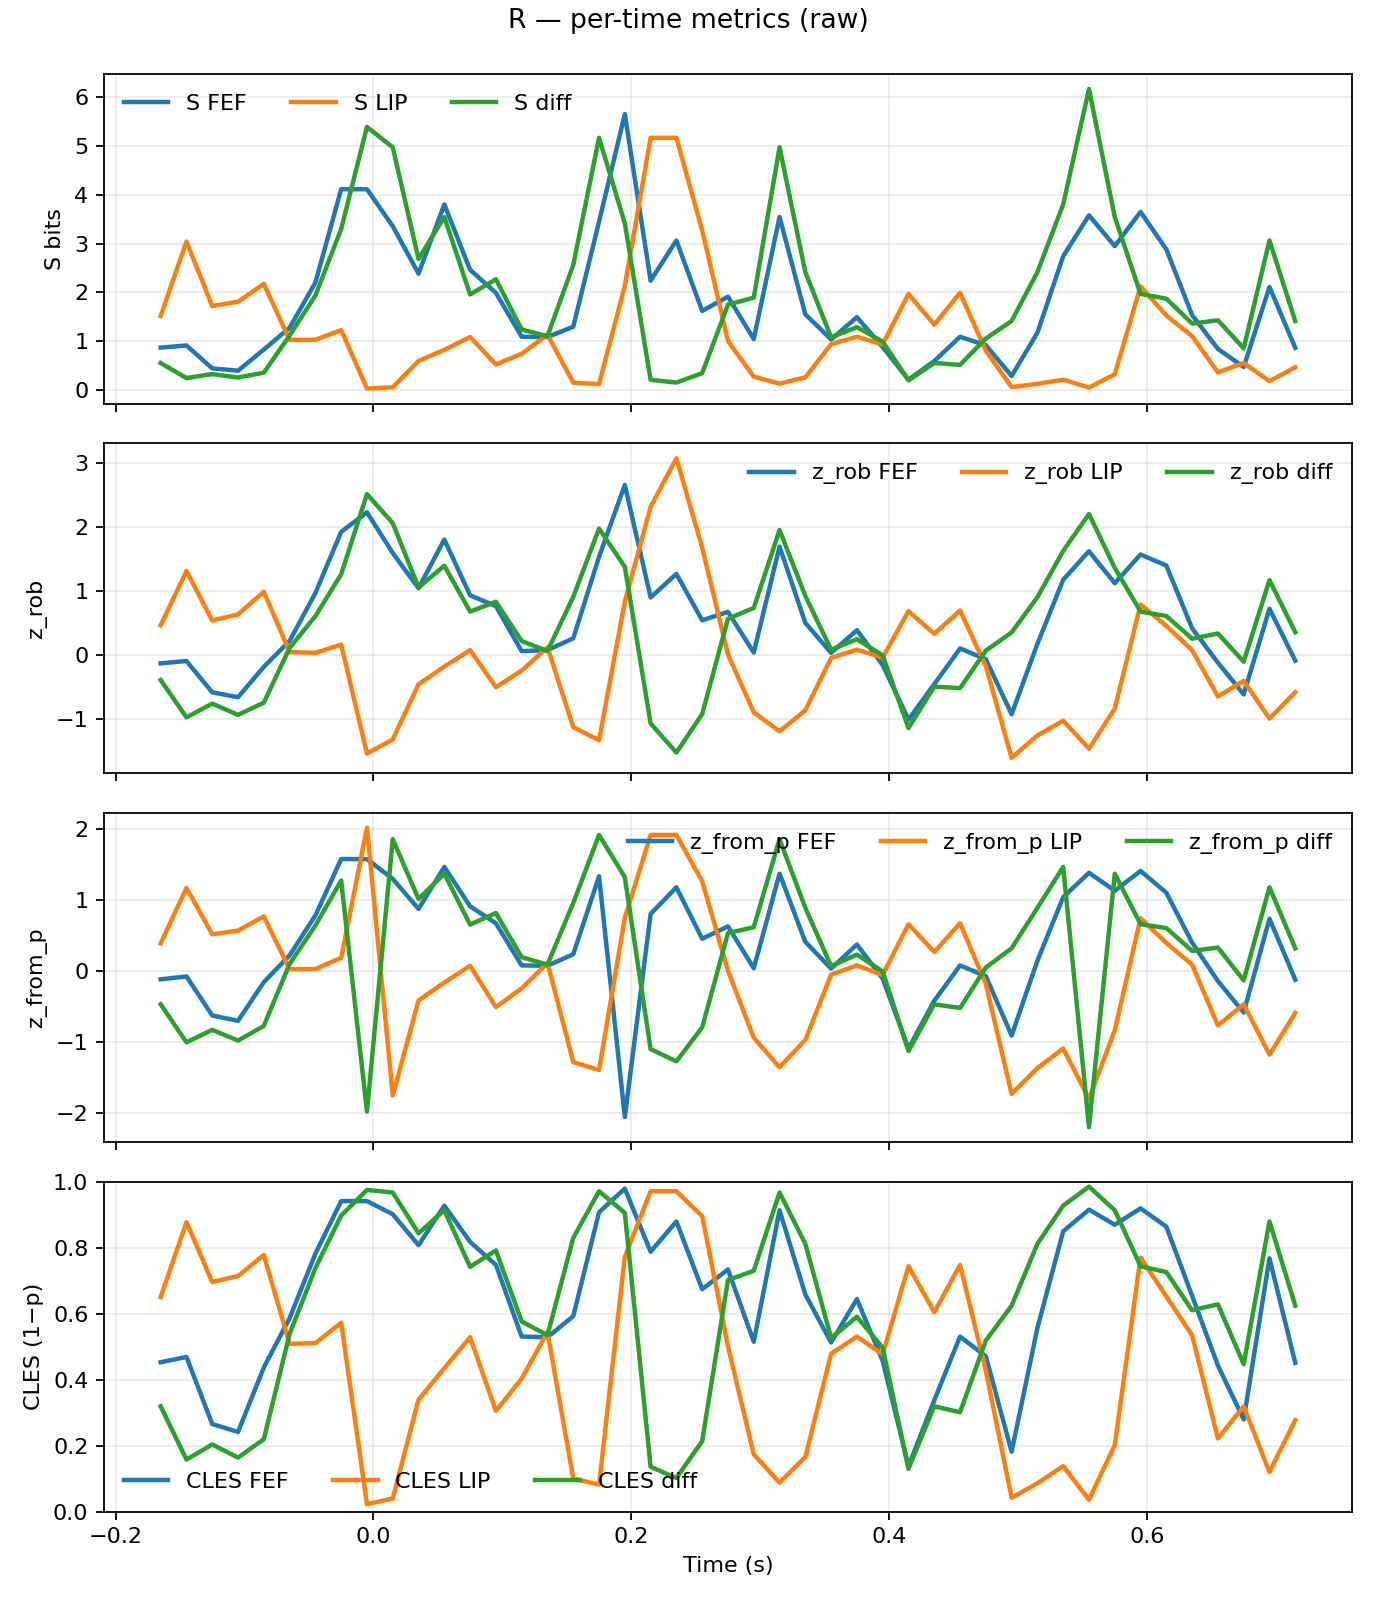 R — per-time metrics (raw)
S FEF S LIP S diff
6
5
4
3
2
1
0
S bits
z_rob FEF z_rob LIP z_rob diff
3
2
1
0
−1
z_rob
z_from_p FEF z_from_p LIP z_from_p diff
2
1
0
−1
−2
z_from_p
1.0
0.8
0.6
0.4
0.2
0.0
CLES (1−p)
CLES FEF CLES LIP CLES diff
−0.2 0.0 0.2 0.4 0.6
Time (s)